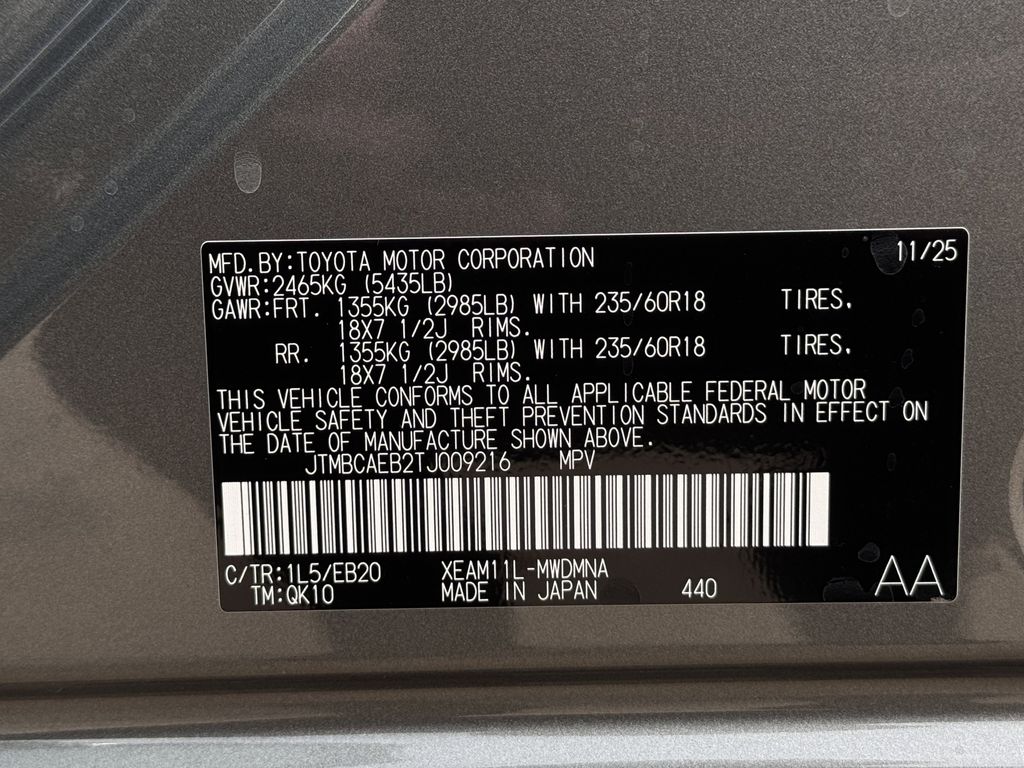 MFD.BY:TOYOTA MOTOR CORPORATION 11/25
GVWR:2465KG (5435LB)
GAWR:FRT. 1355KG (2985LB) WITH 235/60R18 TIRES.
18X7 1/2J RIMS.
RR. 1355KG (2985LB) WITH 235/60R18 TIRES.
18X7 1/2J RIMS.
THIS VEHICLE CONFORMS TO ALL APPLICABLE FEDERAL MOTOR
VEHICLE SAFETY AND THEFT PREVENTION STANDARDS IN EFFECT ON
THE DATE OF MANUFACTURE SHOWN ABOVE.
JTMBCAEB2TJ009216 MPV
C/TR:1L5/EB20 XEAM11L-MWDMNA
TM:QK10 MADE IN JAPAN 440 AA